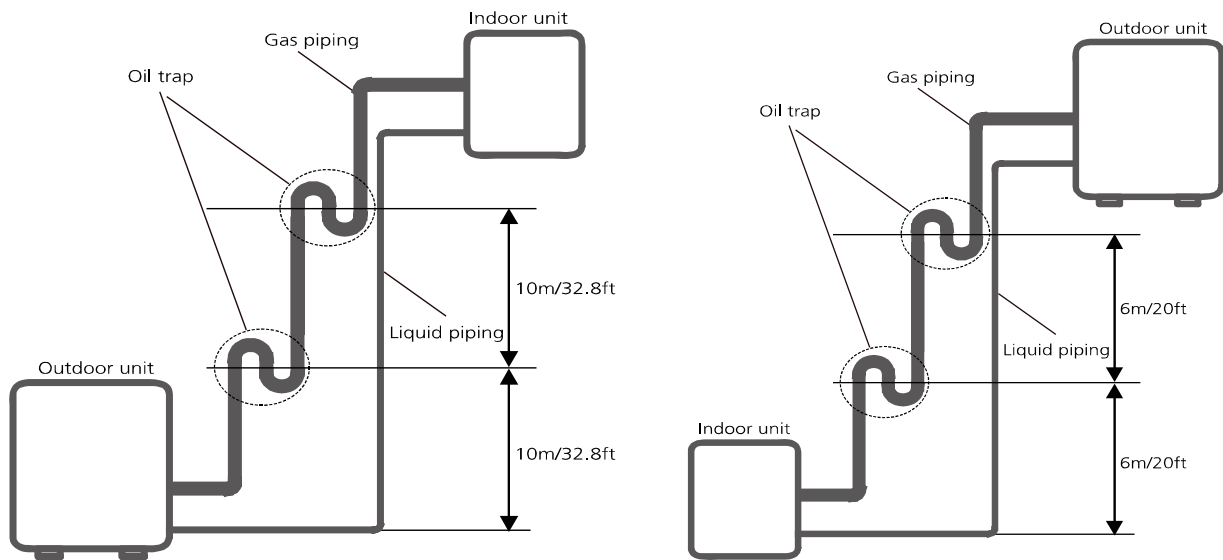 Indoor unit
Gas piping
Oil trap
10m/32.8ft
Liquid piping
Outdoor unit
10m/32.8ft
Outdoor unit
Gas piping
Oil trap
6m/20ft
Liquid piping
Indoor unit
6m/20ft